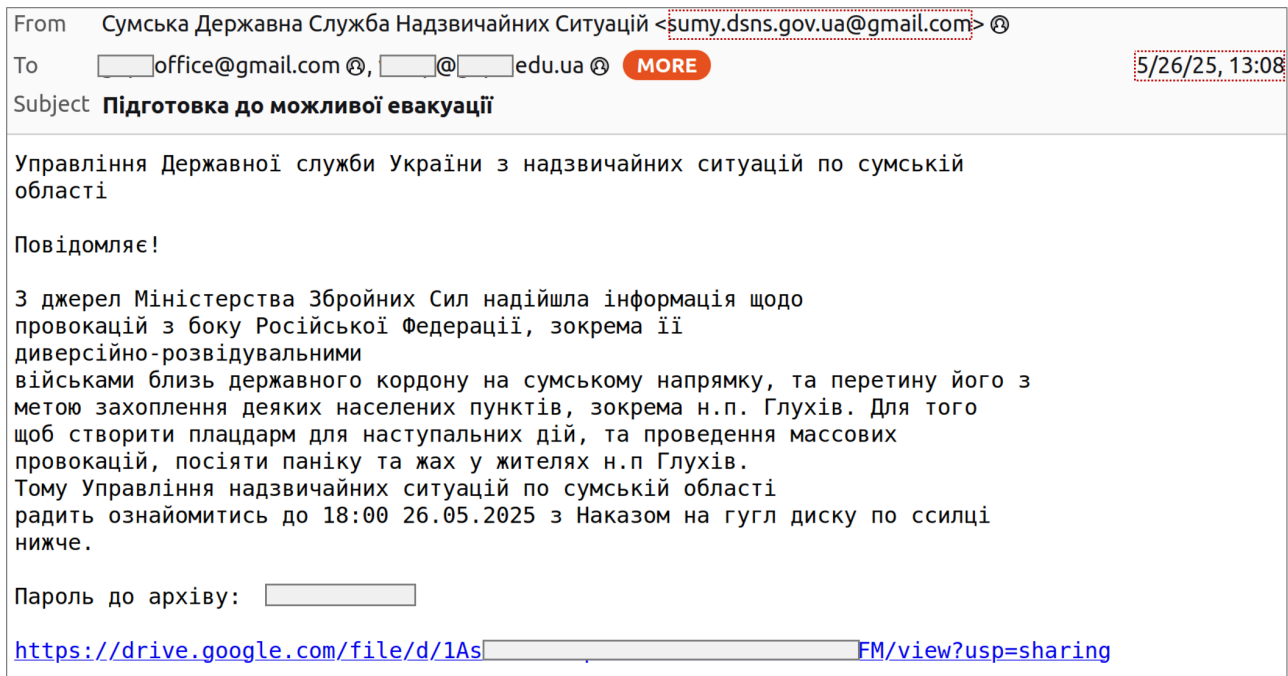 From Сумська Державна Служба Надзвичайних Ситуацій <sumy.dsns.gov.ua@gmail.com>
To office@gmail.com, @ edu.ua MORE 5/26/25, 13:08
Subject Підготовка до можливої евакуації
Управління Державної служби України з надзвичайних ситуацій по сумській
області
Повідомляє!
З джерел Міністерства Збройних Сил надійшла інформація щодо
провокацій з боку Російської Федерації, зокрема її
диверсійно-розвідувальними
військами близь державного кордону на сумському напрямку, та перетину його з
метою захоплення деяких населених пунктів, зокрема н.п. Глухів. Для того
щоб створити плацдарм для наступальних дій, та проведення массових
провокацій, посіяти паніку та жах у жителях н.п Глухів.
Тому Управління надзвичайних ситуацій по сумській області
радить ознайомитись до 18:00 26.05.2025 з Наказом на гугл диску по ссилці
нижче.
Пароль до архіву:
https://drive.google.com/file/d/1As FM/view?usp=sharing